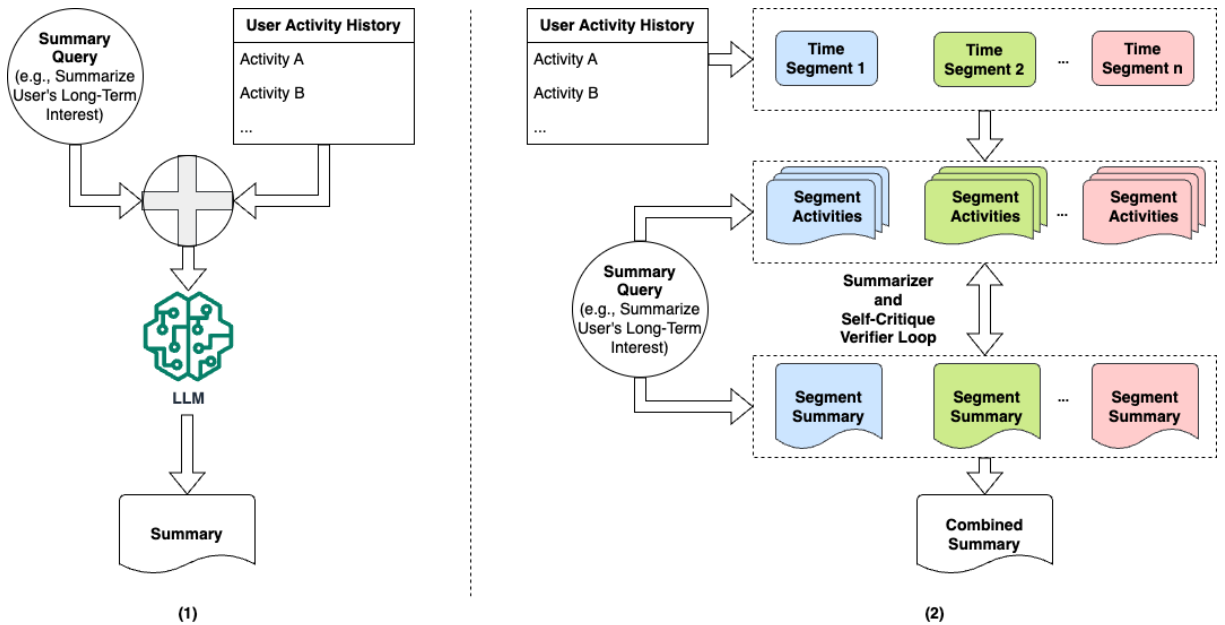 Summary
Query
(e.g., Summarize
User's Long-Term
Interest)
User Activity History
Activity A
Activity B
...
LLM
Summary
(1)
User Activity History
Activity A
Activity B
...
Time
Segment 1
Time
Segment 2
...
Time
Segment n
Segment
Activities
Segment
Activities
...
Segment
Activities
Summary
Query
(e.g., Summarize
User's Long-Term
Interest)
Summarizer
and
Self-Critique
Verifier Loop
Segment
Summary
Segment
Summary
...
Segment
Summary
Combined
Summary
(2)